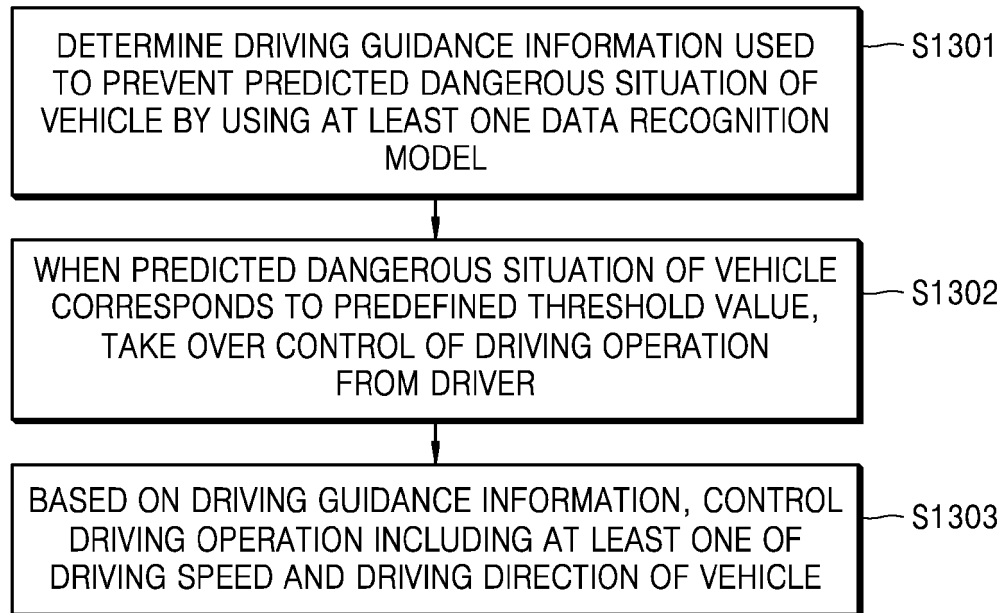 DETERMINE DRIVING GUIDANCE INFORMATION USED
TO PREVENT PREDICTED DANGEROUS SITUATION OF
VEHICLE BY USING AT LEAST ONE DATA RECOGNITION
MODEL
S1301
WHEN PREDICTED DANGEROUS SITUATION OF VEHICLE
CORRESPONDS TO PREDEFINED THRESHOLD VALUE,
TAKE OVER CONTROL OF DRIVING OPERATION
FROM DRIVER
S1302
BASED ON DRIVING GUIDANCE INFORMATION, CONTROL
DRIVING OPERATION INCLUDING AT LEAST ONE OF
DRIVING SPEED AND DRIVING DIRECTION OF VEHICLE
S1303